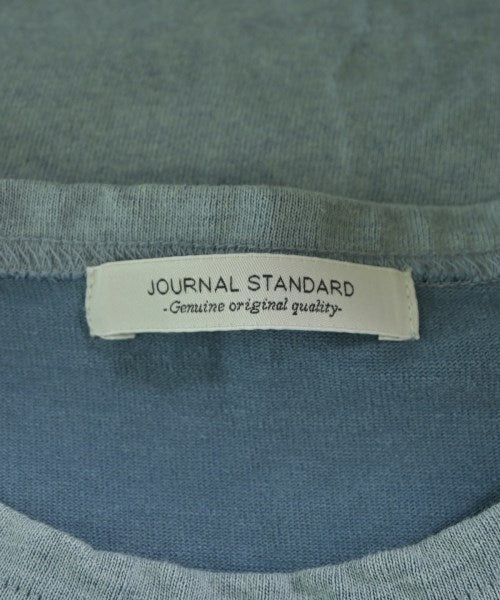 JOURNAL STANDARD
-Genuine original quality-